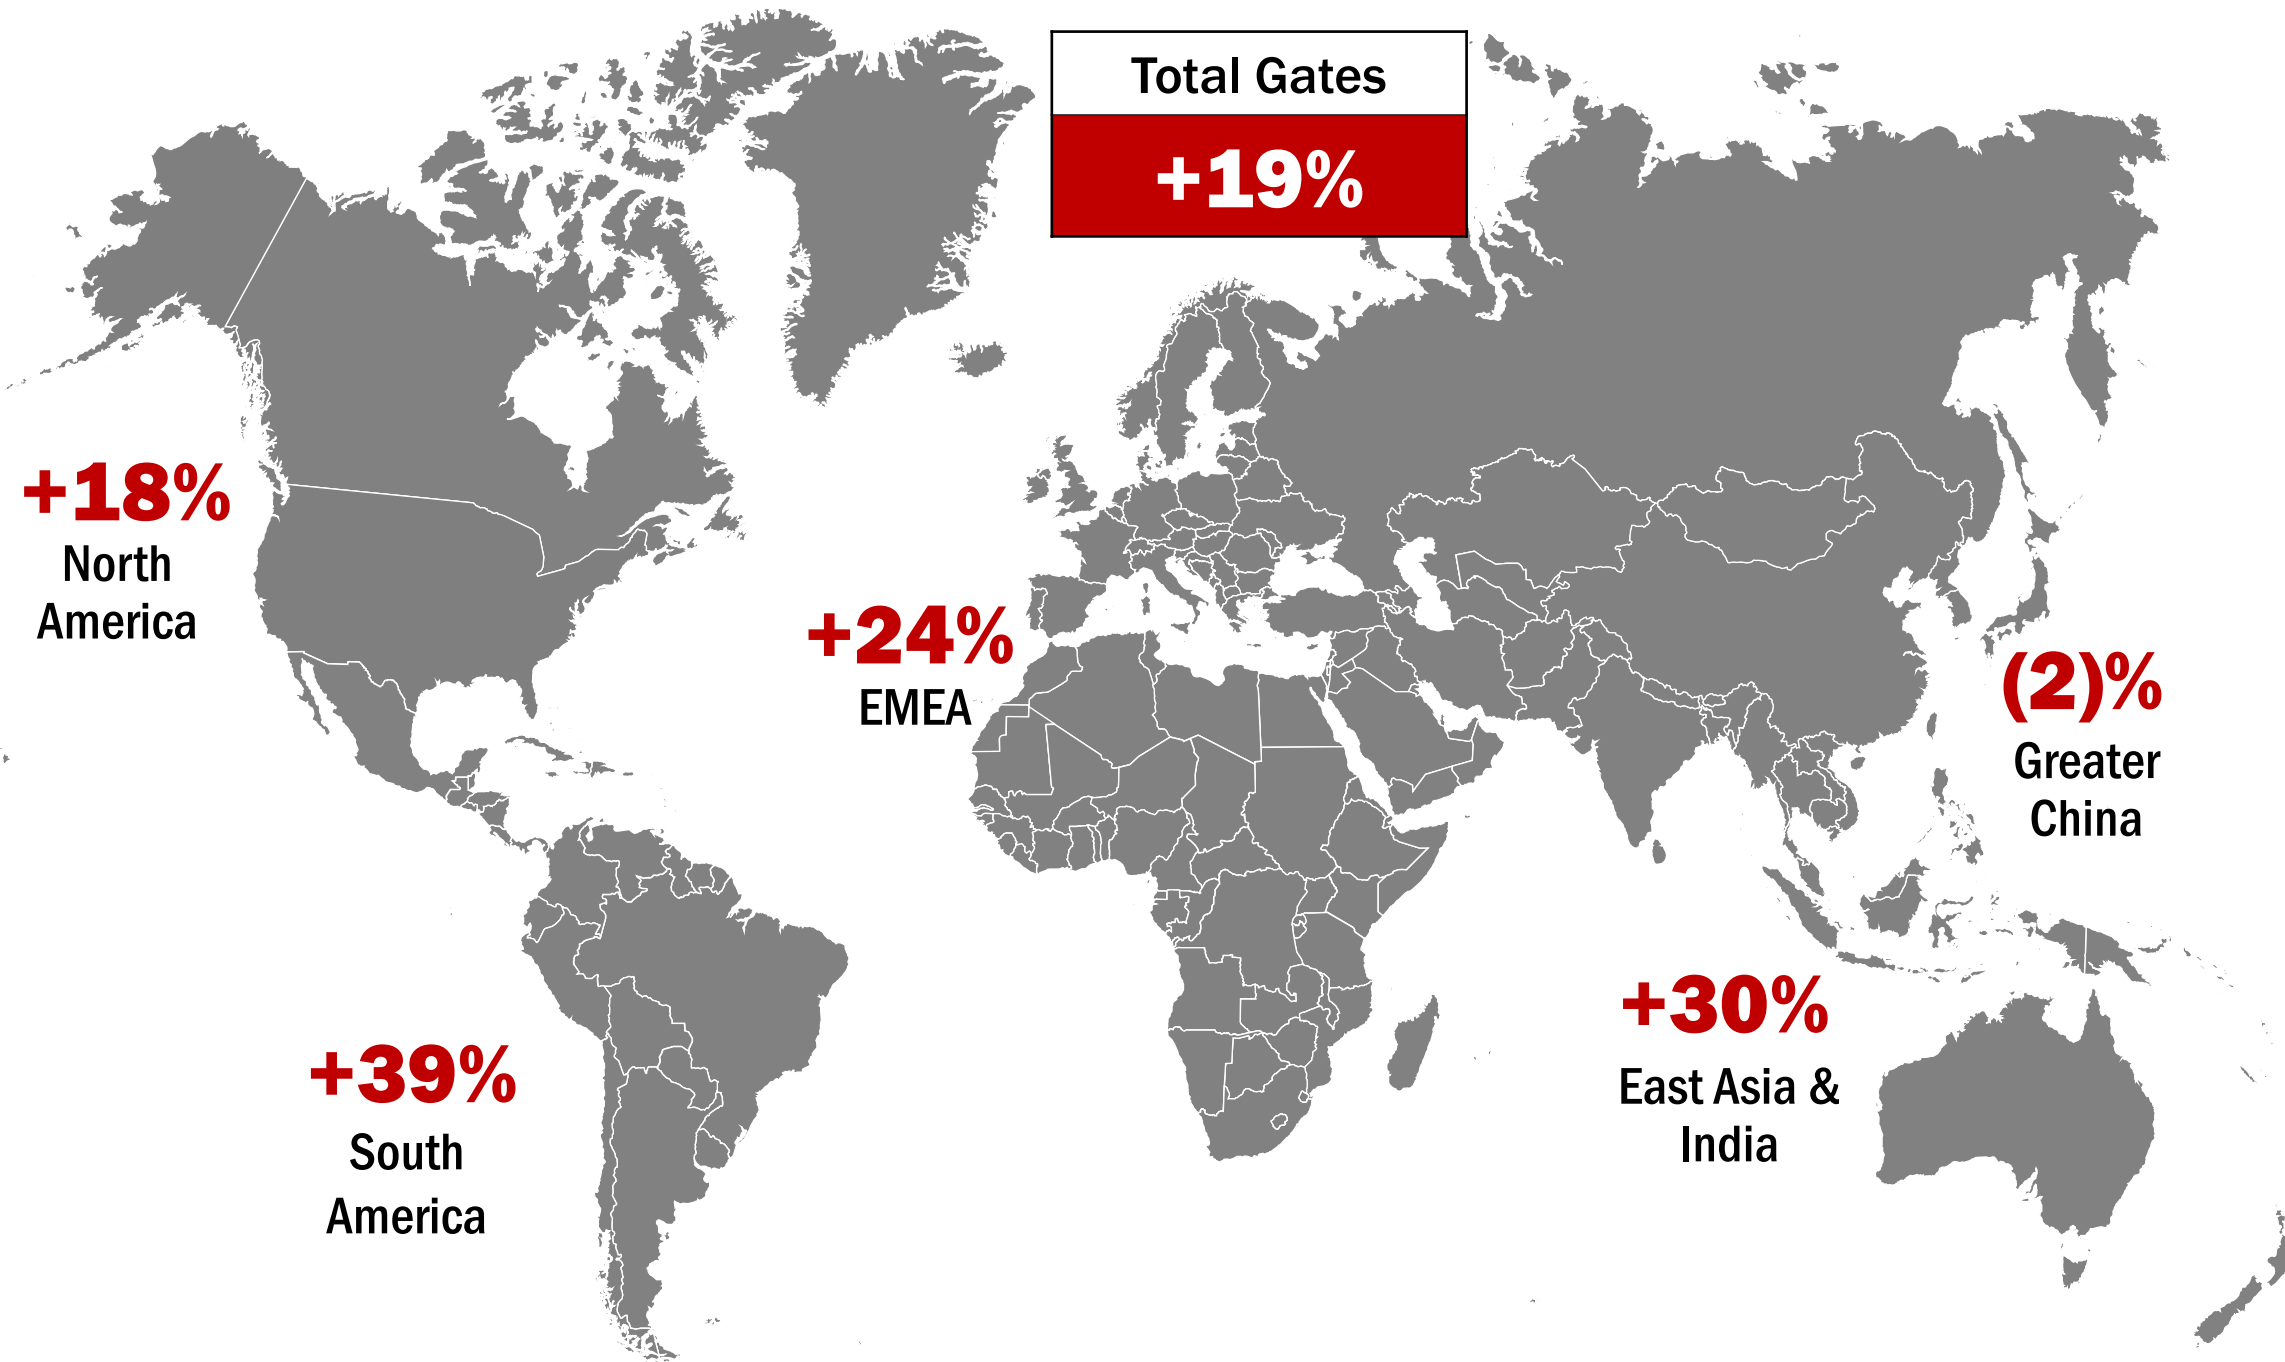 Total Gates
+19%
+18%
North
America
+24%
EMEA
(2)%
Greater
China
+39%
South
America
+30%
East Asia &
India